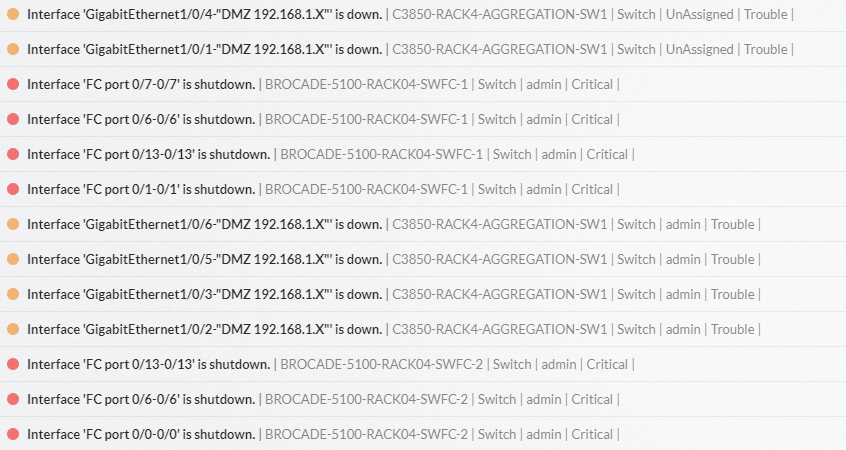 Interface 'GigabitEthernet1/0/4-"DMZ 192.168.1.X"' is down. | C3850-RACK4-AGGREGATION-SW1 | Switch | UnAssigned | Trouble |
Interface 'GigabitEthernet1/0/1-"DMZ 192.168.1.X"' is down. | C3850-RACK4-AGGREGATION-SW1 | Switch | UnAssigned | Trouble |
Interface 'FC port 0/7-0/7' is shutdown. | BROCADE-5100-RACK04-SWFC-1 | Switch | admin | Critical |
Interface 'FC port 0/6-0/6' is shutdown. | BROCADE-5100-RACK04-SWFC-1 | Switch | admin | Critical |
Interface 'FC port 0/13-0/13' is shutdown. | BROCADE-5100-RACK04-SWFC-1 | Switch | admin | Critical |
Interface 'FC port 0/1-0/1' is shutdown. | BROCADE-5100-RACK04-SWFC-1 | Switch | admin | Critical |
Interface 'GigabitEthernet1/0/6-"DMZ 192.168.1.X"' is down. | C3850-RACK4-AGGREGATION-SW1 | Switch | admin | Trouble |
Interface 'GigabitEthernet1/0/5-"DMZ 192.168.1.X"' is down. | C3850-RACK4-AGGREGATION-SW1 | Switch | admin | Trouble |
Interface 'GigabitEthernet1/0/3-"DMZ 192.168.1.X"' is down. | C3850-RACK4-AGGREGATION-SW1 | Switch | admin | Trouble |
Interface 'GigabitEthernet1/0/2-"DMZ 192.168.1.X"' is down. | C3850-RACK4-AGGREGATION-SW1 | Switch | admin | Trouble |
Interface 'FC port 0/13-0/13' is shutdown. | BROCADE-5100-RACK04-SWFC-2 | Switch | admin | Critical |
Interface 'FC port 0/6-0/6' is shutdown. | BROCADE-5100-RACK04-SWFC-2 | Switch | admin | Critical |
Interface 'FC port 0/0-0/0' is shutdown. | BROCADE-5100-RACK04-SWFC-2 | Switch | admin | Critical |